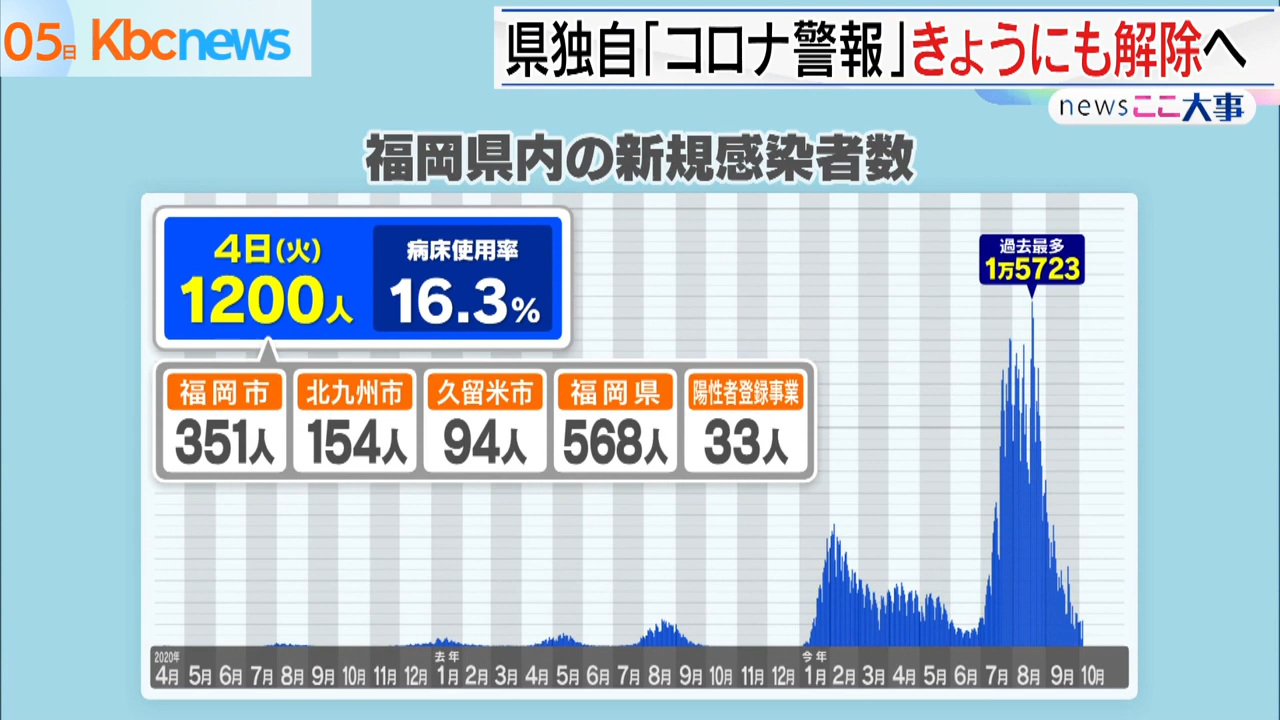 05日 Kbcnews
県独自「コロナ警報」きょうにも解除へ
newsここ大事
福岡県内の新規感染者数
4日(火)
1200人
病床使用率
16.3%
過去最多
1万5723
福岡市
351人
北九州市
154人
久留米市
94人
福岡県
568人
陽性者登録事業
33人
2020年 去年 今年
4月 5月 6月 7月 8月 9月 10月 11月 12月 1月 2月 3月 4月 5月 6月 7月 8月 9月 10月 11月 12月 1月 2月 3月 4月 5月 6月 7月 8月 9月 10月